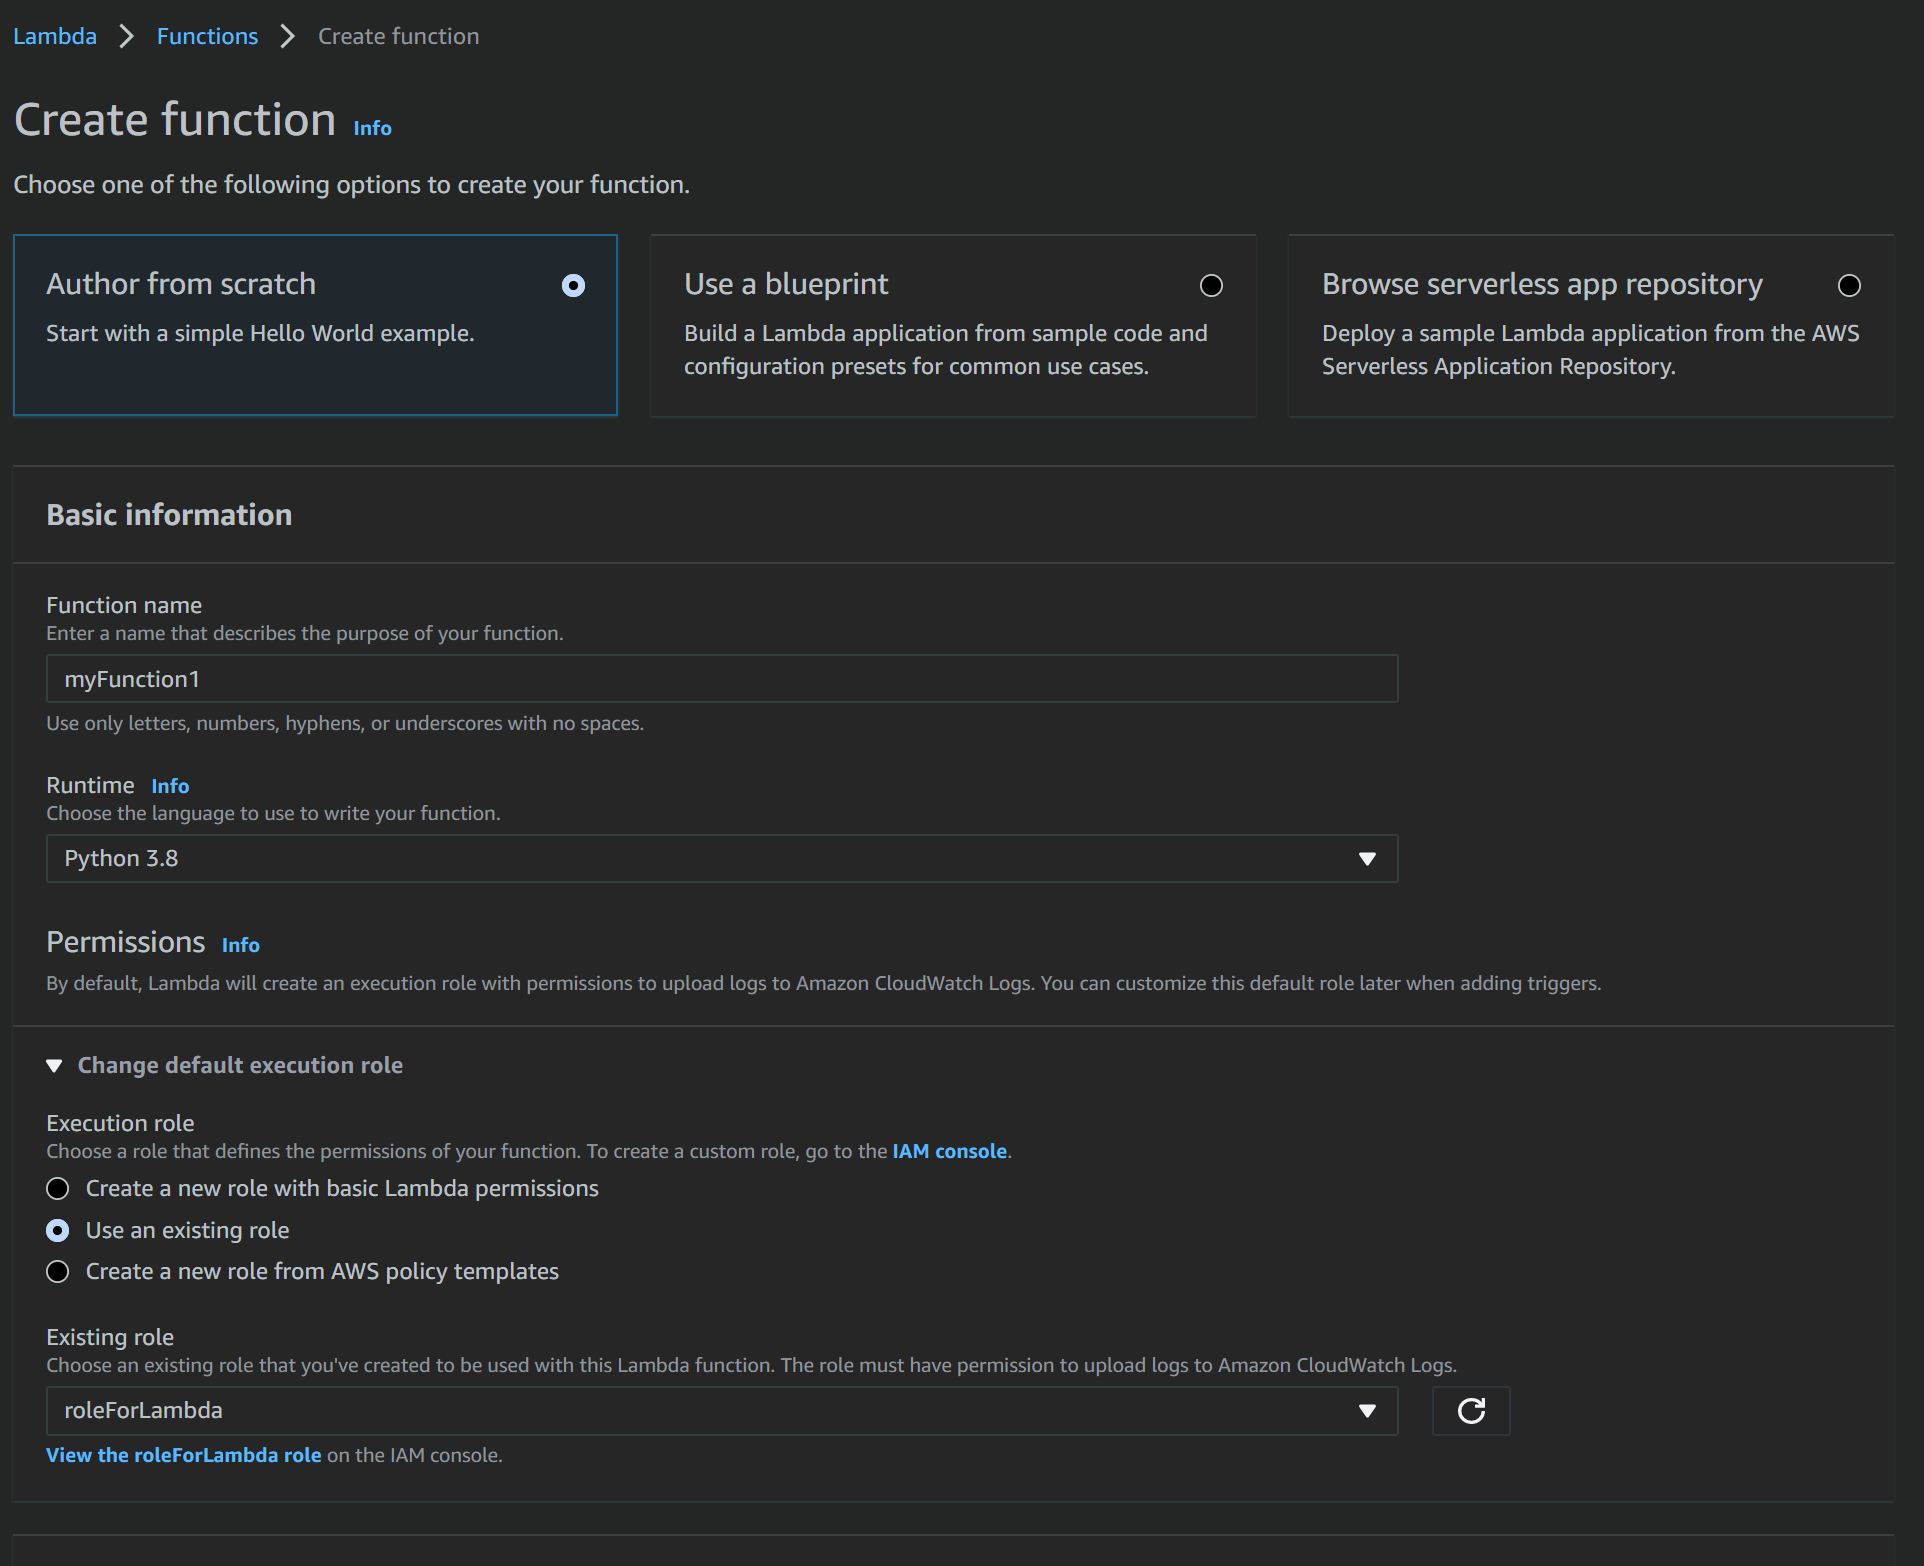 Lambda > Functions > Create function
Create function Info
Choose one of the following options to create your function.
Author from scratch
Start with a simple Hello World example.
Use a blueprint
Build a Lambda application from sample code and
configuration presets for common use cases.
Browse serverless app repository
Deploy a sample Lambda application from the AWS
Serverless Application Repository.
Basic information
Function name
Enter a name that describes the purpose of your function.
myFunction1
Use only letters, numbers, hyphens, or underscores with no spaces.
Runtime Info
Choose the language to use to write your function.
Python 3.8
Permissions Info
By default, Lambda will create an execution role with permissions to upload logs to Amazon CloudWatch Logs. You can customize this default role later when adding triggers.
Change default execution role
Execution role
Choose a role that defines the permissions of your function. To create a custom role, go to the IAM console.
Create a new role with basic Lambda permissions
Use an existing role
Create a new role from AWS policy templates
Existing role
Choose an existing role that you've created to be used with this Lambda function. The role must have permission to upload logs to Amazon CloudWatch Logs.
roleForLambda
View the roleForLambda role on the IAM console.